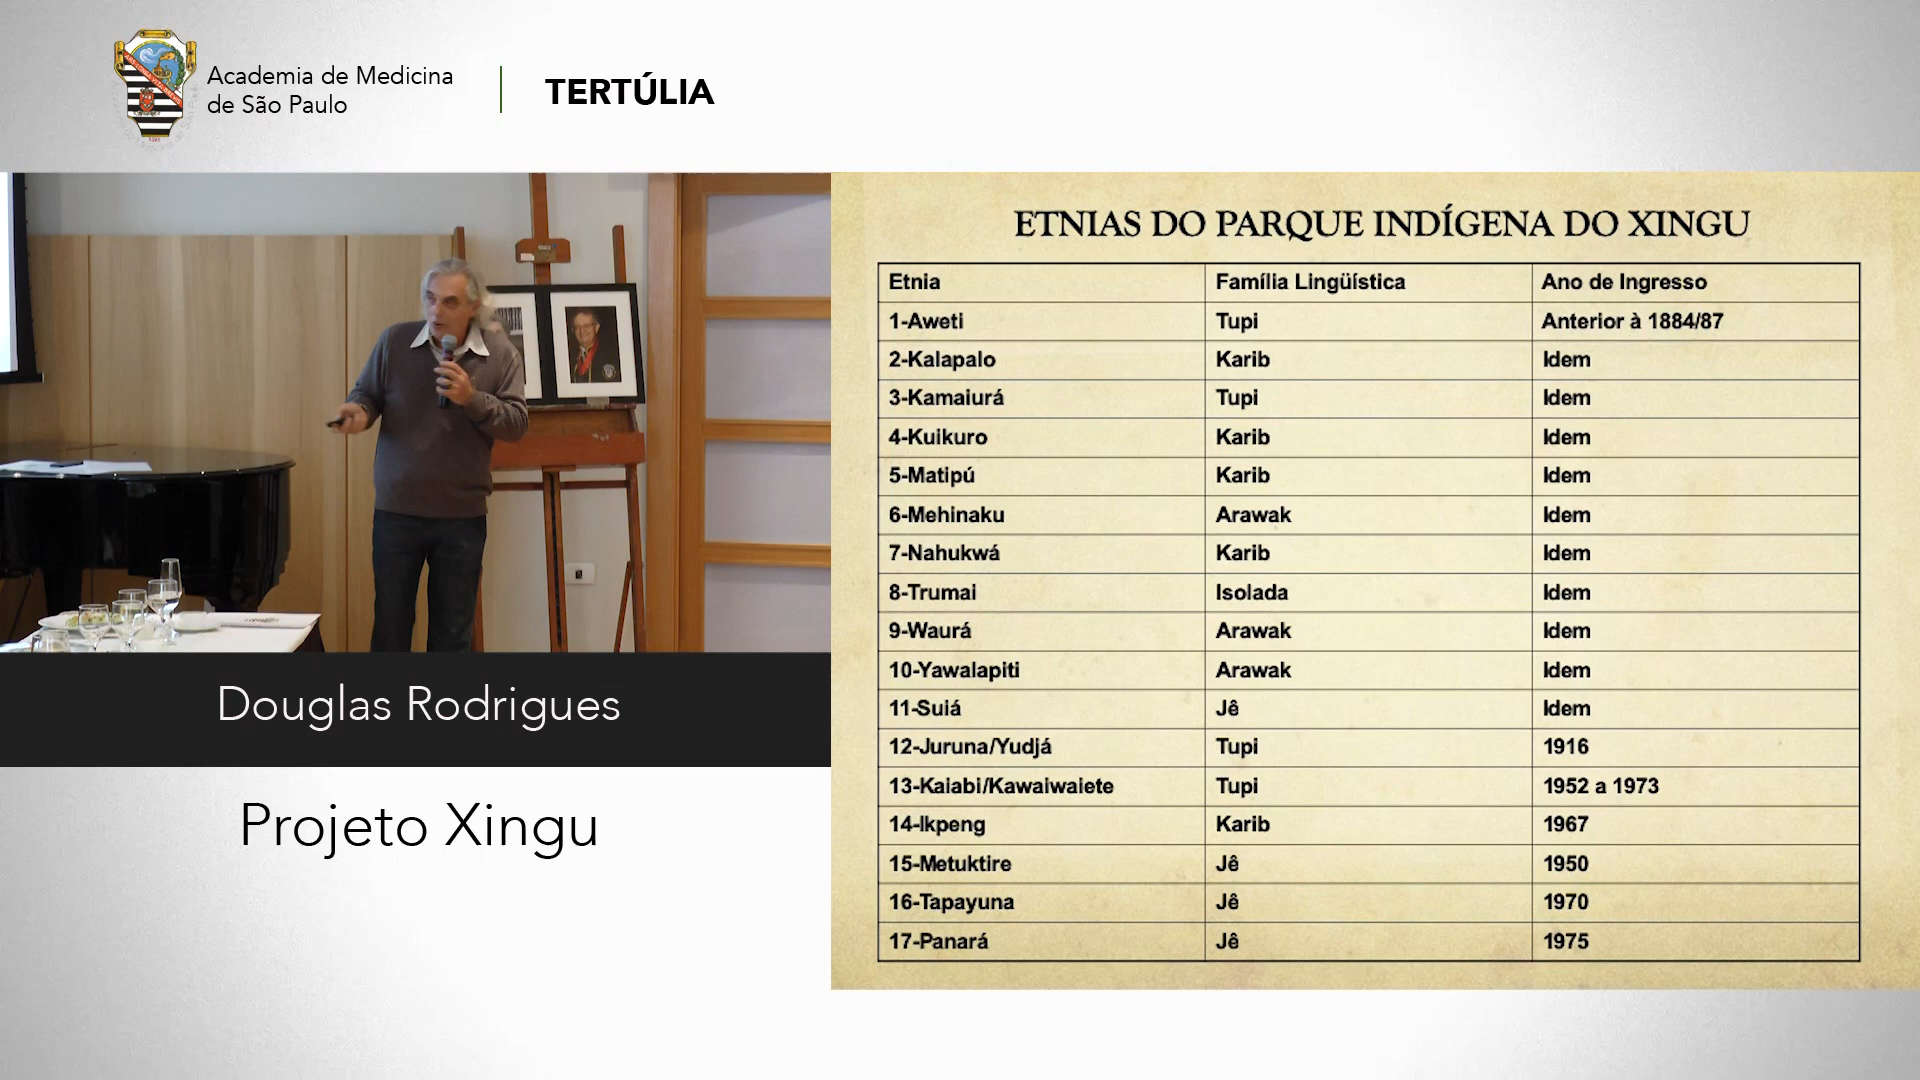 Academia de Medicina
de São Paulo
TERTÚLIA
Douglas Rodrigues
Projeto Xingu
ETNIAS DO PARQUE INDÍGENA DO XINGU
Etnia Família Lingüística Ano de Ingresso
1-Aweti Tupi Anterior à 1884/87
2-Kalapalo Karib Idem
3-Kamaiurá Tupi Idem
4-Kuikuro Karib Idem
5-Matipú Karib Idem
6-Mehinaku Arawak Idem
7-Nahukwá Karib Idem
8-Trumai Isolada Idem
9-Waurá Arawak Idem
10-Yawalapiti Arawak Idem
11-Suiá Jê Idem
12-Juruna/Yudjá Tupi 1916
13-Kaiabi/Kawaiwaiete Tupi 1952 a 1973
14-Ikpeng Karib 1967
15-Metuktire Jê 1950
16-Tapayuna Jê 1970
17-Panará Jê 1975